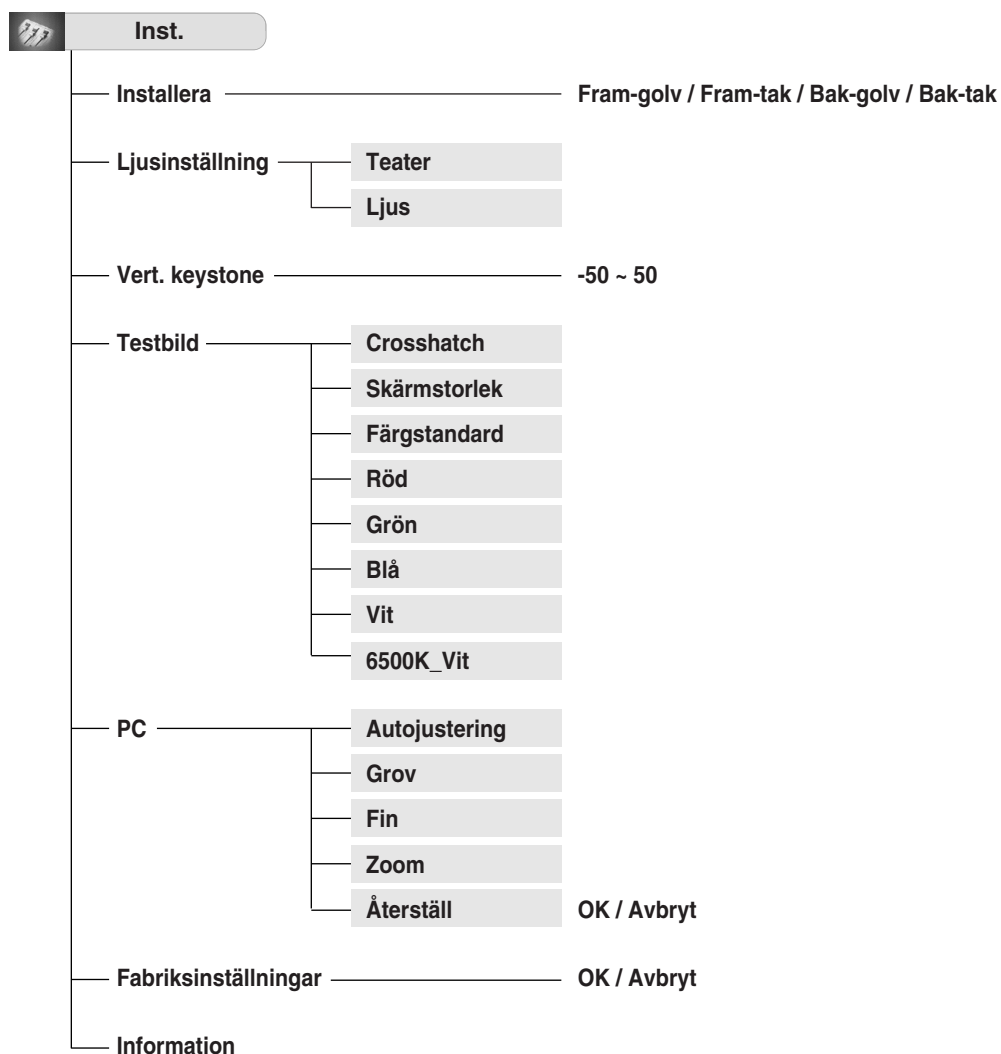 Inst.
Installera Fram-golv / Fram-tak / Bak-golv / Bak-tak
Ljusinställning Teater
Ljus
Vert. keystone -50 ~ 50
Testbild Crosshatch
Skärmstorlek
Färgstandard
Röd
Grön
Blå
Vit
6500K_Vit
PC Autojustering
Grov
Fin
Zoom
Återställ OK / Avbryt
Fabriksinställningar OK / Avbryt
Information